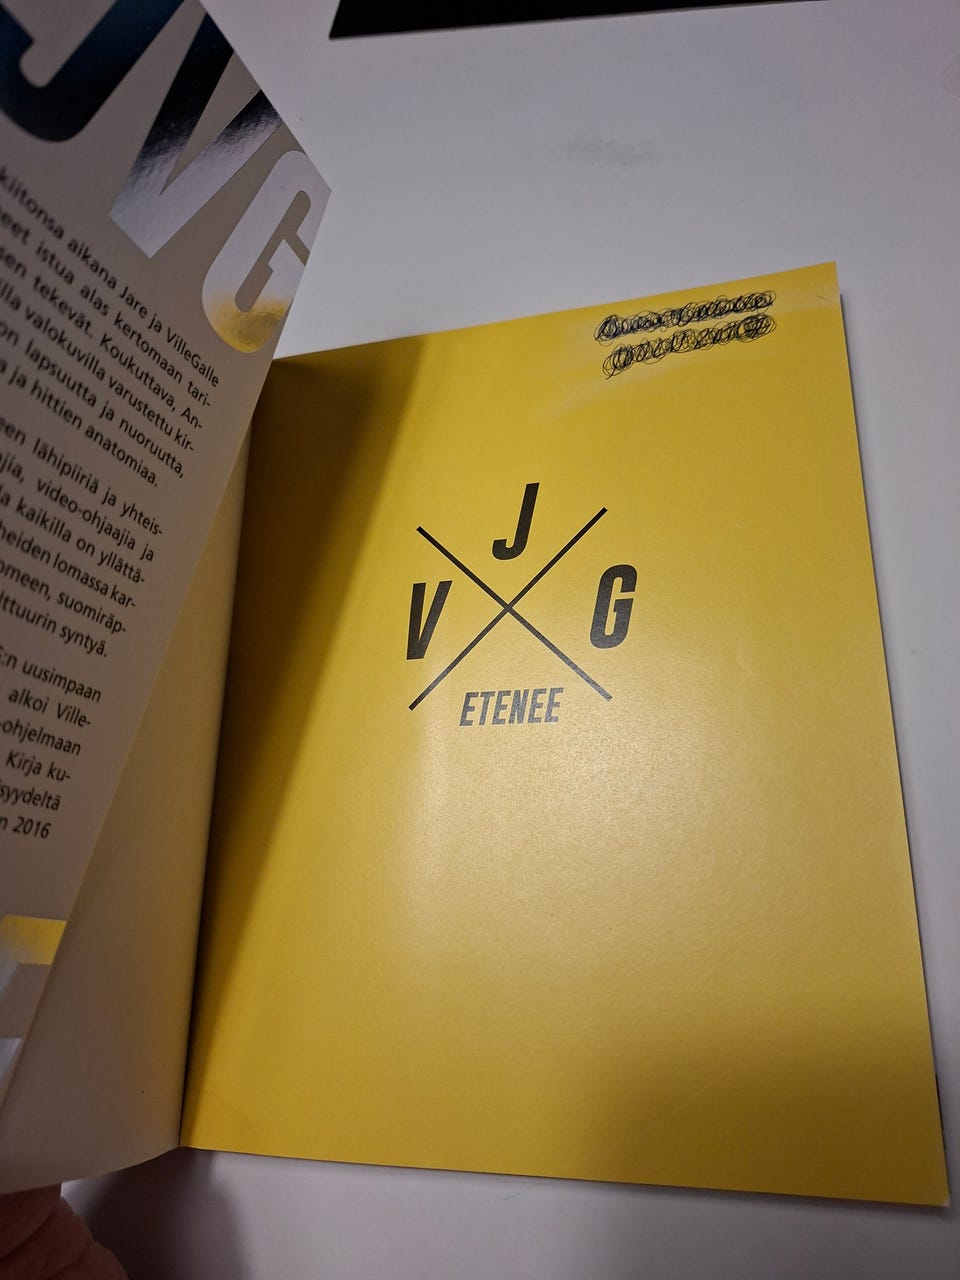 JVG
kiitonsa aikana Jare ja VilleGalle
eet istua alas kertomaan tari-
sen tekevät. Koukuttava, An-
illa valokuvilla varustettu kir-
on lapsuutta ja nuoruutta,
a ja hittien anatomiaa.
een lähipiiriä ja yhteis-
jia, video-ohjaajia ja
la kaikilla on yllättä-
heiden lomassa kar-
omeen, suomiräp-
lttuurin syntyä.
G:n uusimpaan
alkoi Ville-
-ohjelmaan
Kirja ku-
syydeltä
n 2016
J
V G
ETENEE